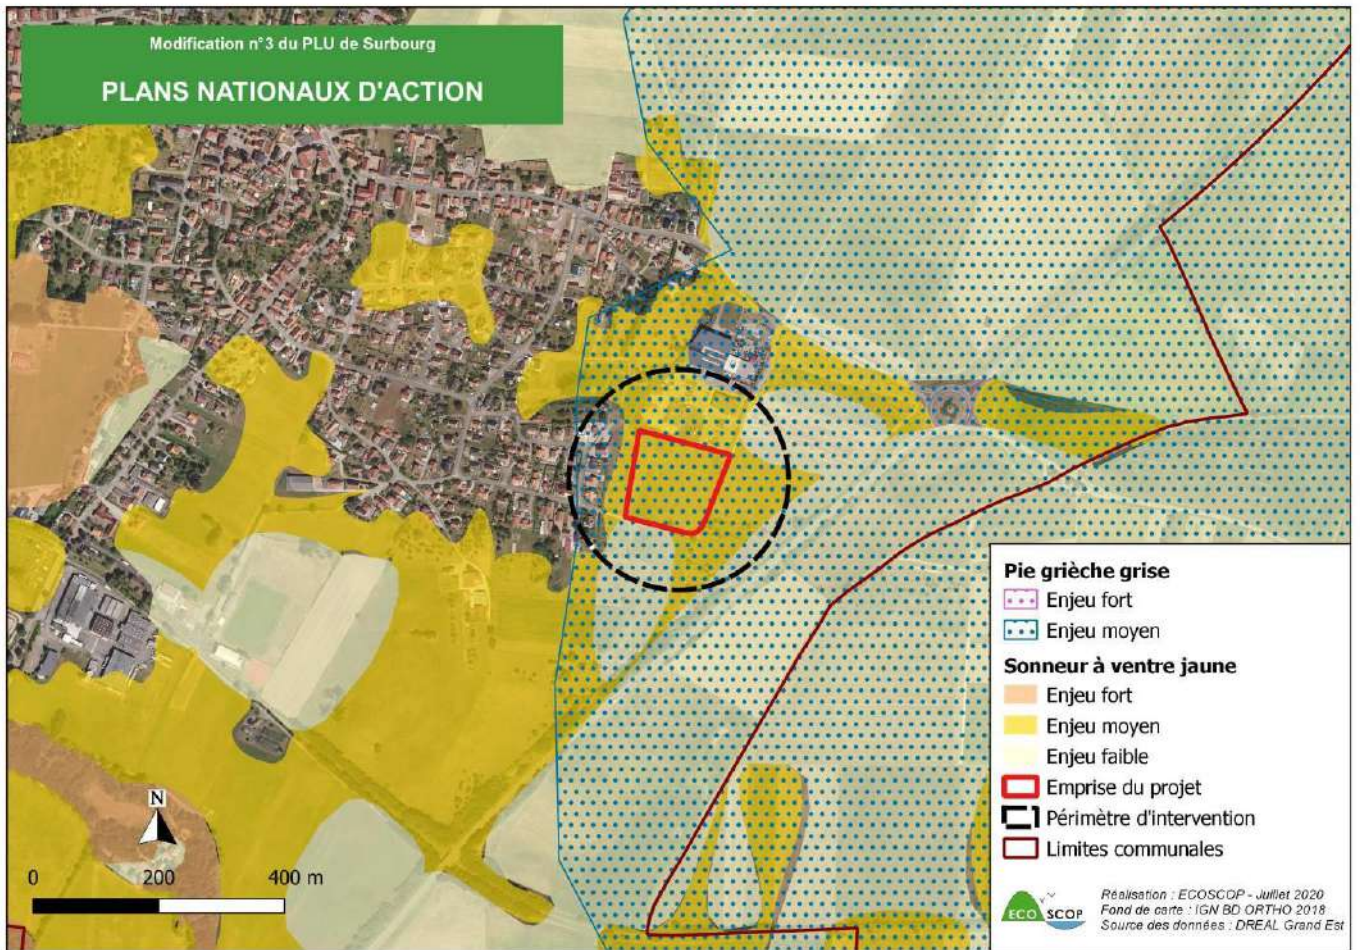 Modification n°3 du PLU de Surbourg
PLANS NATIONAUX D'ACTION
Pie grièche grise
Enjeu fort
Enjeu moyen
Sonneur à ventre jaune
Enjeu fort
Enjeu moyen
Enjeu faible
Emprise du projet
Périmètre d'intervention
Limites communales
N
0 200 400 m
ECO SCOP
Réalisation : ECOSCOP - Juillet 2020
Fond de carte : IGN BD ORTHO 2018
Source des données : DREAL Grand Est